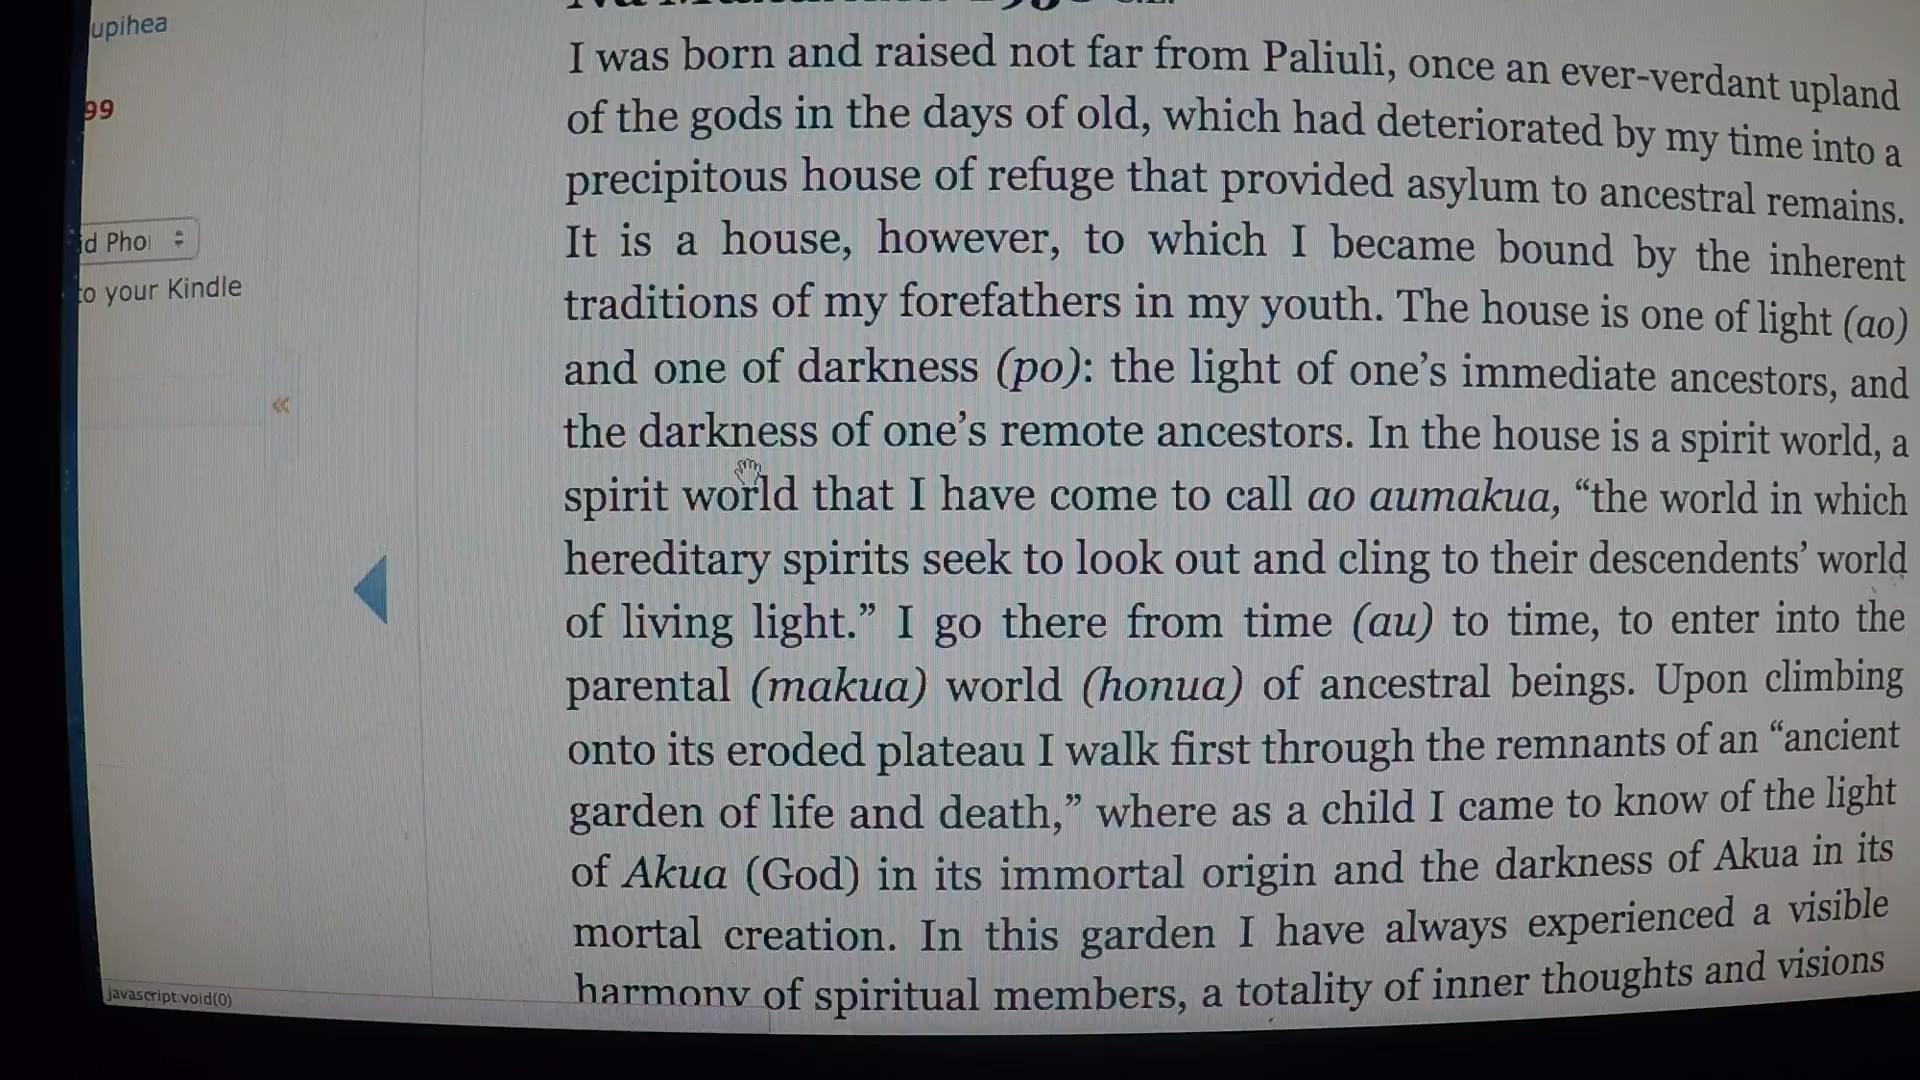 upihea
99
d Pho
to your Kindle
«
I was born and raised not far from Paliuli, once an ever-verdant upland
of the gods in the days of old, which had deteriorated by my time into a
precipitous house of refuge that provided asylum to ancestral remains.
It is a house, however, to which I became bound by the inherent
traditions of my forefathers in my youth. The house is one of light (ao)
and one of darkness (po): the light of one’s immediate ancestors, and
the darkness of one’s remote ancestors. In the house is a spirit world, a
spirit world that I have come to call ao aumakua, “the world in which
hereditary spirits seek to look out and cling to their descendents’ world
of living light.” I go there from time (au) to time, to enter into the
parental (makua) world (honua) of ancestral beings. Upon climbing
onto its eroded plateau I walk first through the remnants of an “ancient
garden of life and death,” where as a child I came to know of the light
of Akua (God) in its immortal origin and the darkness of Akua in its
mortal creation. In this garden I have always experienced a visible
harmony of spiritual members, a totality of inner thoughts and visions
javascript:void(0)